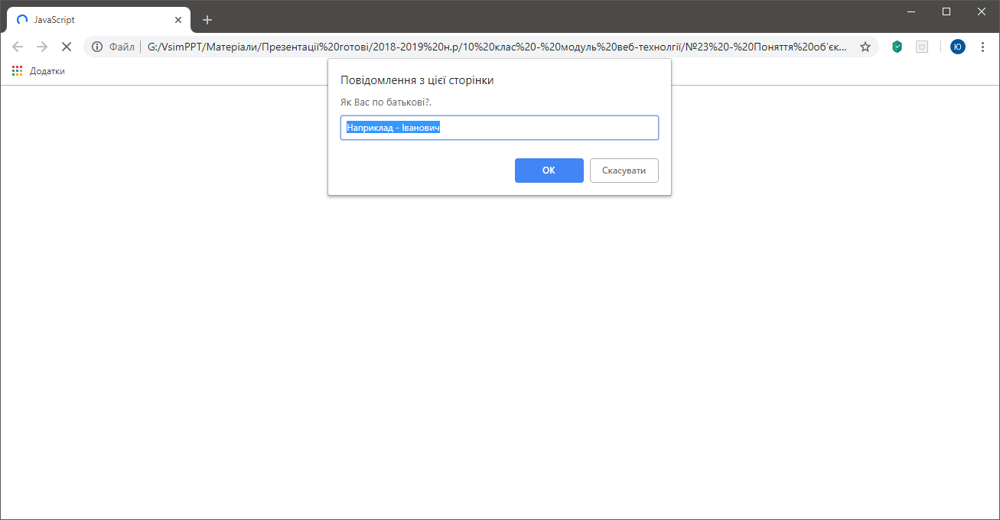 JavaScript
Файл
G:/VsimPPT/Матеріали/Презентації%20готові/2018-2019%20н.р/10%20клас%20-%20модуль%20веб-технолгії/№23%20-%20Поняття%20об'єк...
Ю
Додатки
Повідомлення з цієї сторінки
Як Вас по батькові?.
Наприклад - Іванович
ОК
Скасувати